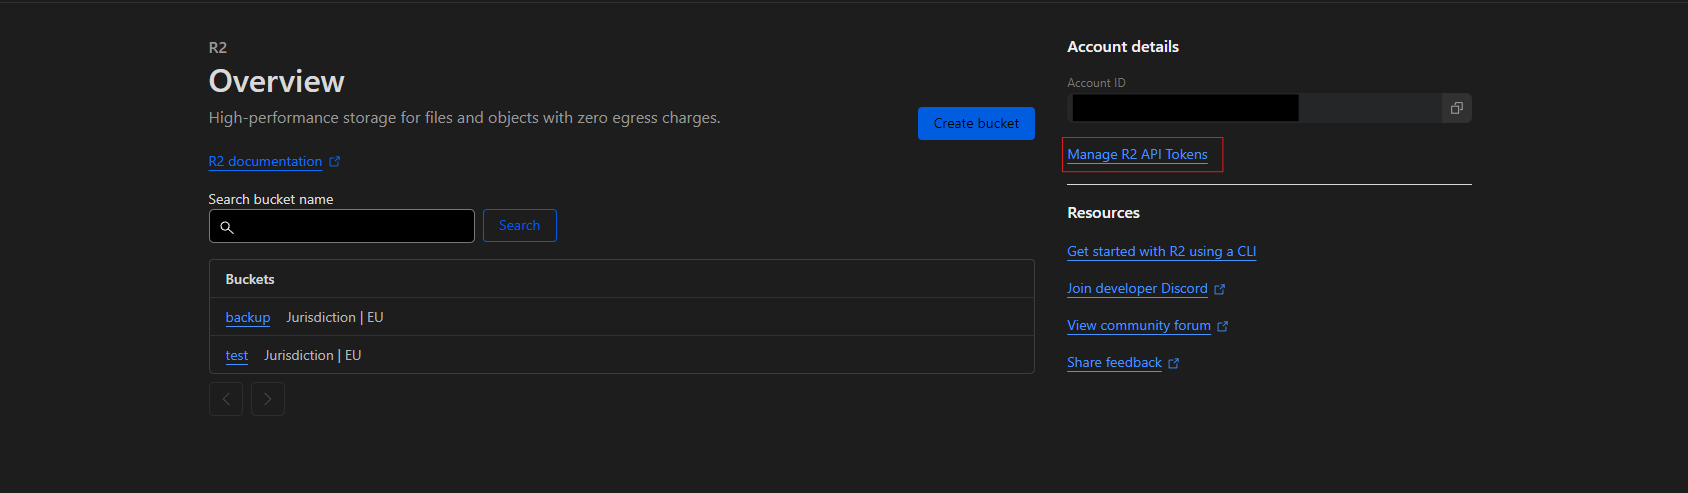 R2
Overview
High-performance storage for files and objects with zero egress charges.
Create bucket
R2 documentation
Search bucket name
Search
Buckets
backup Jurisdiction | EU
test Jurisdiction | EU
Account details
Account ID
Manage R2 API Tokens
Resources
Get started with R2 using a CLI
Join developer Discord
View community forum
Share feedback